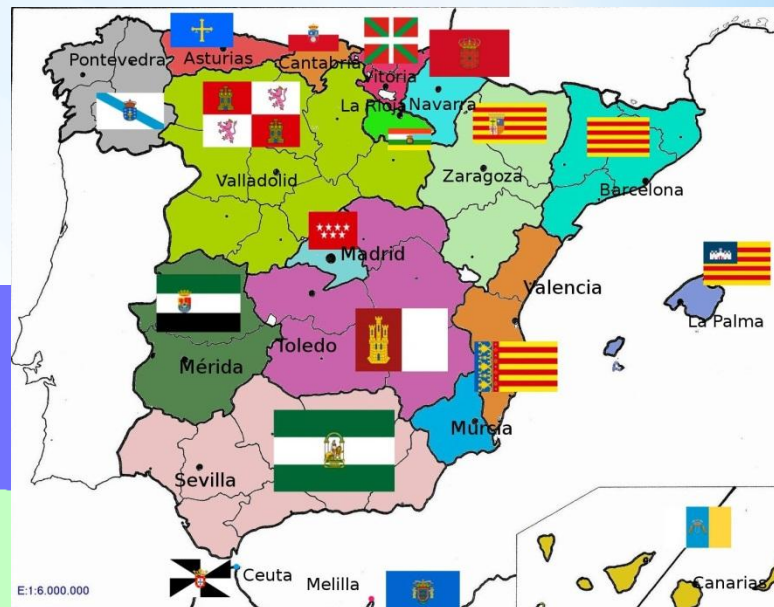 Pontevedra
Asturias
Cantabria
Vitoria
La Rioja
Navarra
Valladolid
Zaragoza
Barcelona
Madrid
Valencia
La Palma
Toledo
Mérida
Murcia
Sevilla
Ceuta
Melilla
Canarias
E:1:6.000.000